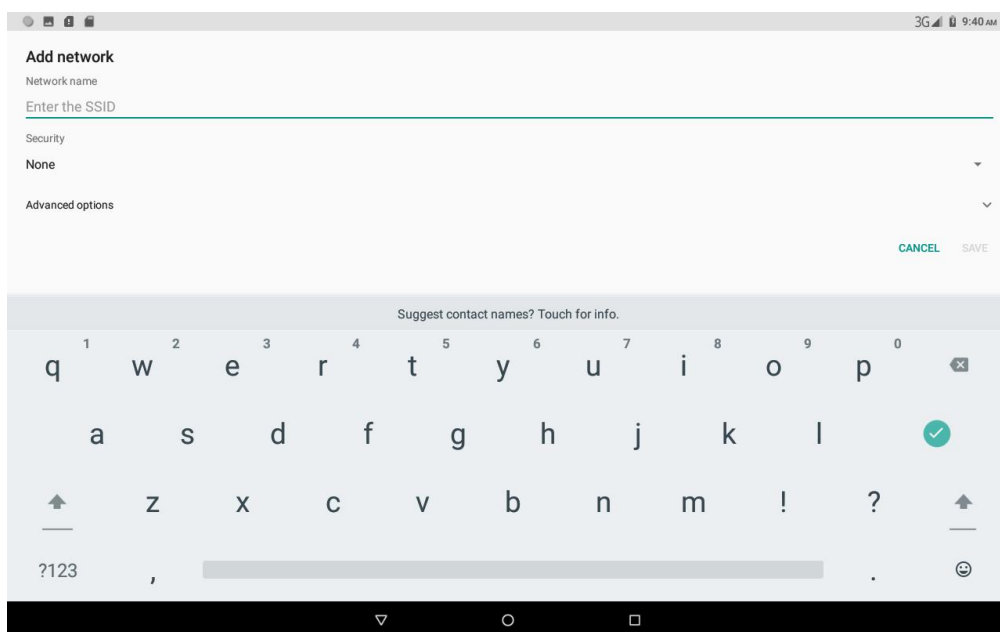 3G 9:40 AM
Add network
Network name
Enter the SSID
Security
None
Advanced options
CANCEL SAVE
Suggest contact names? Touch for info.
1 2 3 4 5 6 7 8 9 0
q w e r t y u i o p
a s d f g h j k l
z x c v b n m ! ?
?123 , .